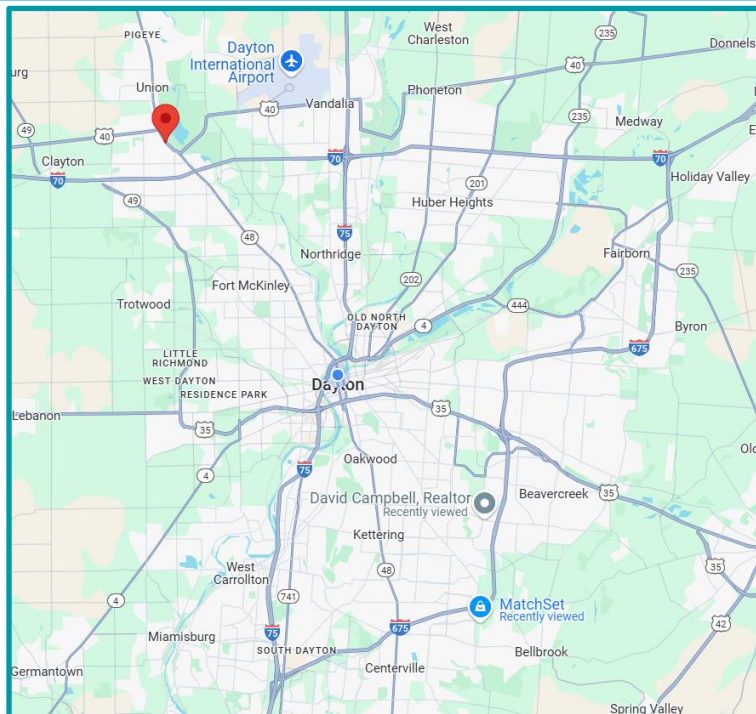 West
Charleston
235
Donnels
PIGEYE
Dayton
International
Airport
40
urg
Union
Phoneton
40
Vandalia
40
235
Medway
49
40
Clayton
70
70
70
Holiday Valley
201
49
Huber Heights
48
75
Northridge
Fairborn
235
202
Fort McKinley
444
Trotwood
OLD NORTH
DAYTON
4
Byron
675
LITTLE
RICHMOND
WEST DAYTON
RESIDENCE PARK
Dayton
Lebanon
35
35
Old
4
75
Oakwood
Beavercreek
35
David Campbell, Realtor
Recently viewed
Kettering
35
West
Carrollton
48
4
741
MatchSet
Recently viewed
42
Miamisburg
75
675
SOUTH DAYTON
Bellbrook
Germantown
Centerville
Spring Valley